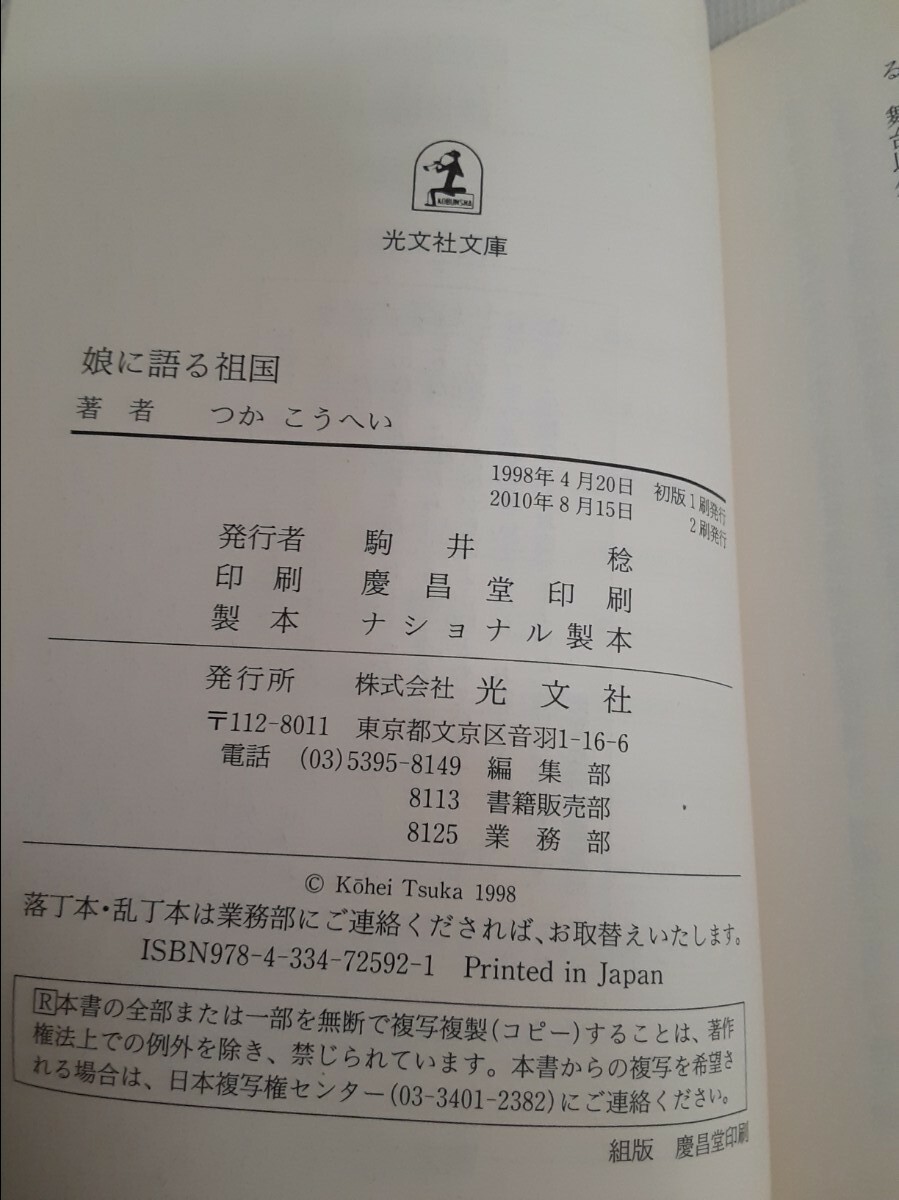 KOBUNSHA
光文社文庫
娘に語る祖国
著者 つか こうへい
1998年4月20日 初版1刷発行
2010年8月15日 2刷発行
発行者 駒井 稔
印刷 慶昌堂印刷
製本 ナショナル製本
発行所 株式会社 光文社
〒112-8011 東京都文京区音羽1-16-6
電話 (03)5395-8149 編集部
8113 書籍販売部
8125 業務部
© Kōhei Tsuka 1998
落丁本・乱丁本は業務部にご連絡くだされば、お取替えいたします。
ISBN978-4-334-72592-1 Printed in Japan
Ⓡ本書の全部または一部を無断で複写複製(コピー)することは、著作
権法上での例外を除き、禁じられています。本書からの複写を希望さ
れる場合は、日本複写権センター(03-3401-2382)にご連絡ください。
組版 慶昌堂印刷